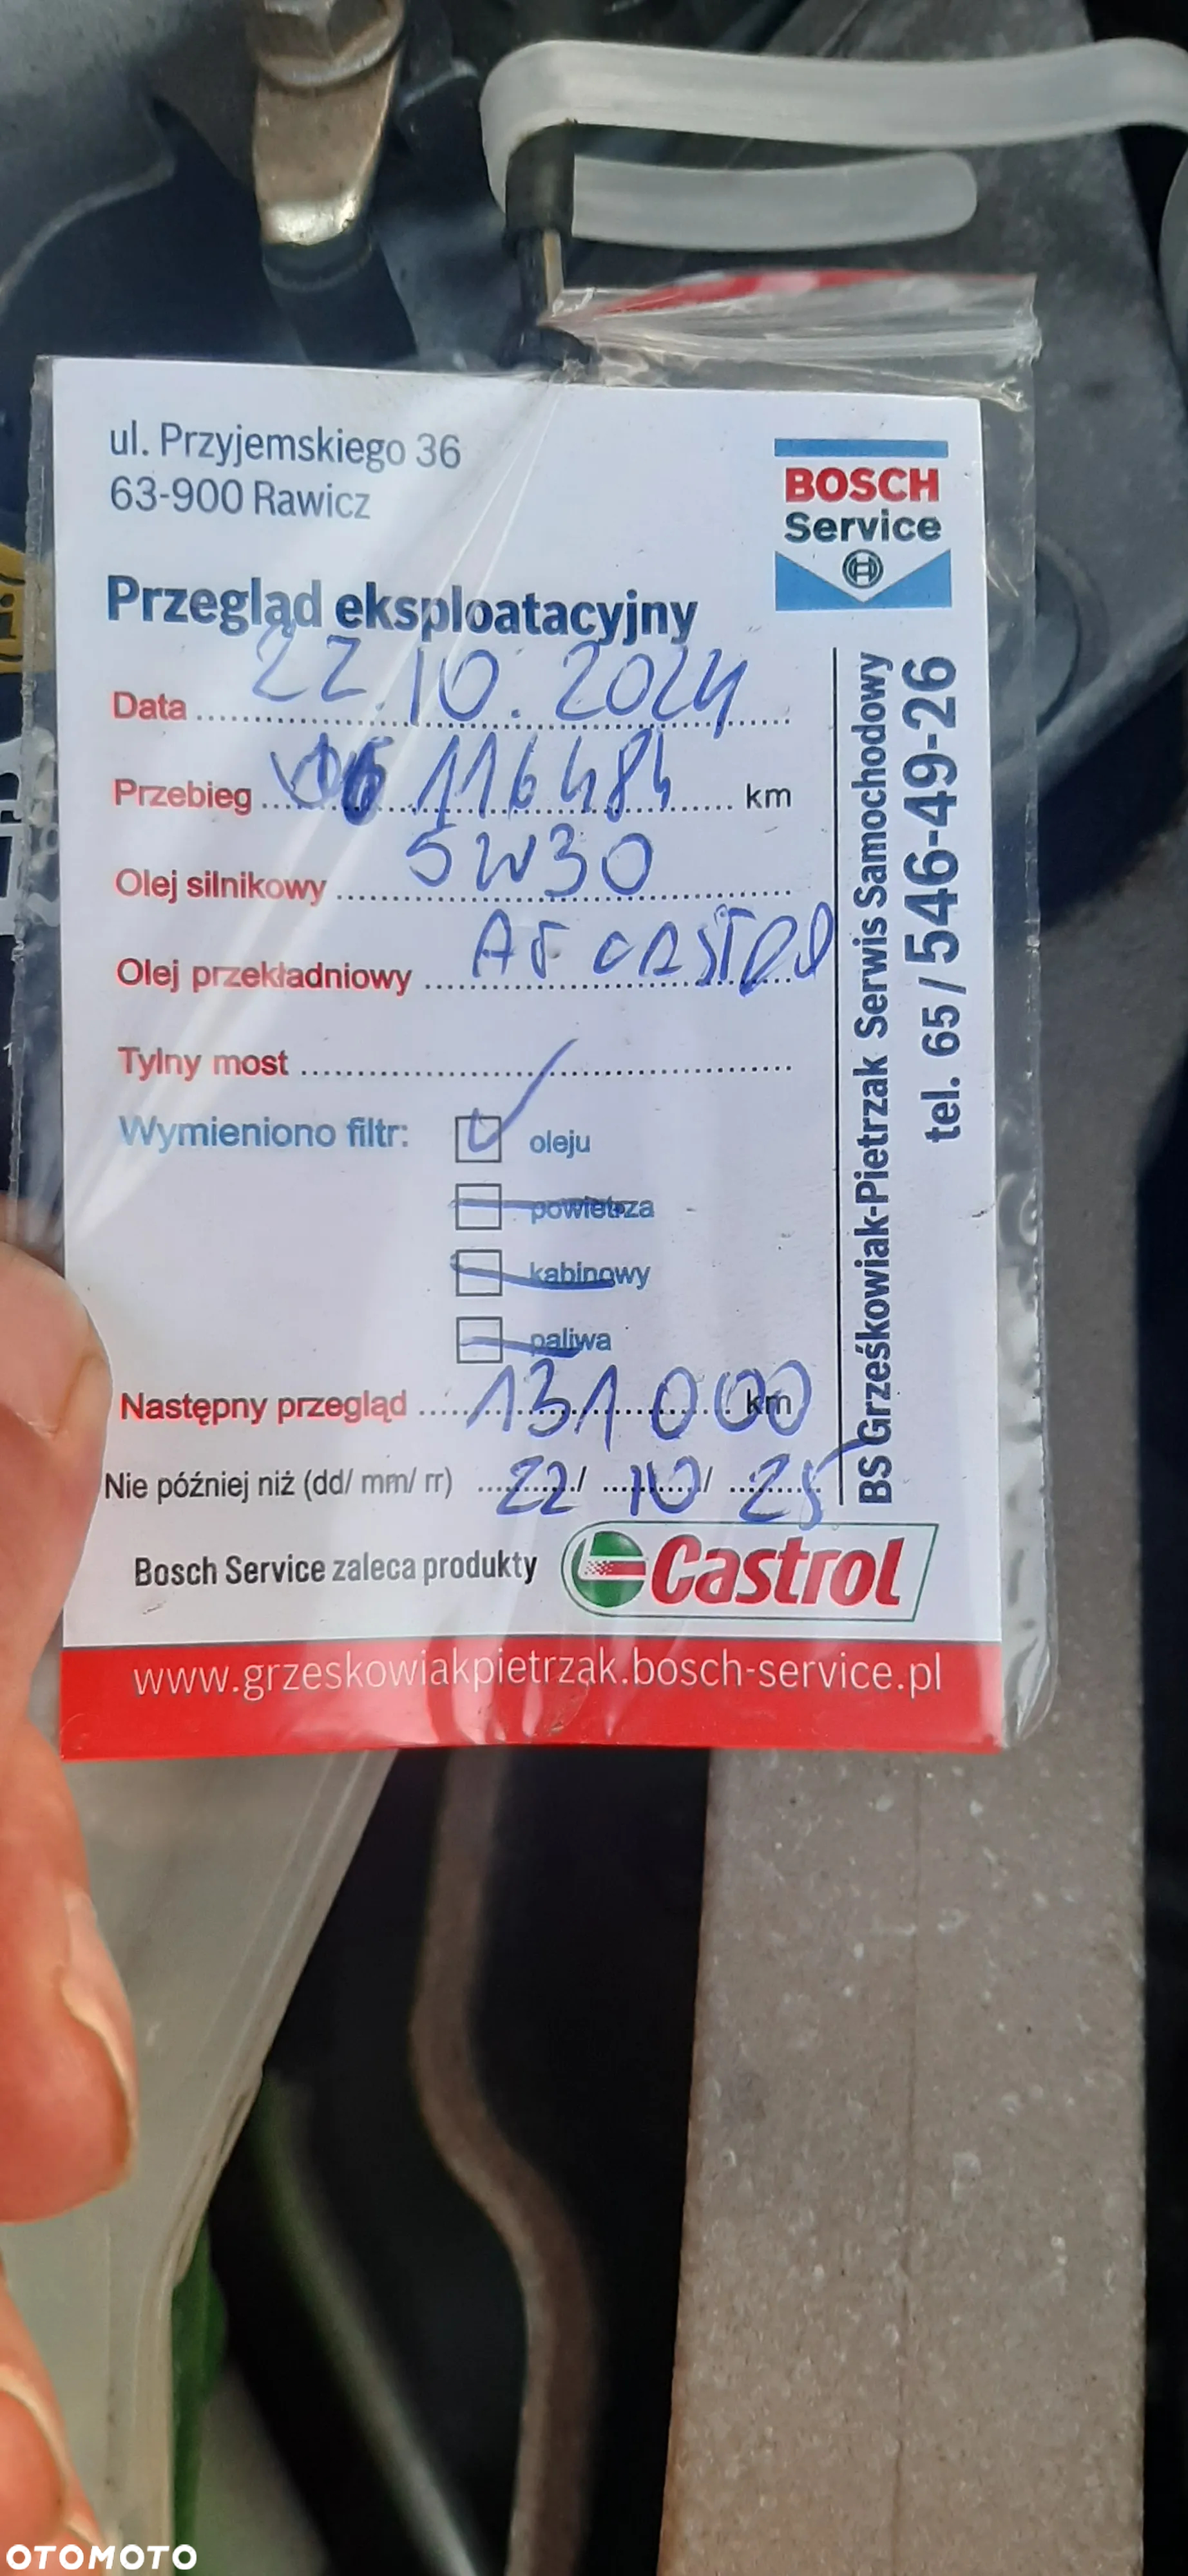 ul. Przyjemskiego 36
63-900 Rawicz
BOSCH
Service
Przegląd eksploatacyjny
Data 22.10.2024
Przebieg 116484 km
Olej silnikowy 5W30
Olej przekładniowy A5 CASTROL
Tylny most
Wymieniono filtr: oleju
powietrza
kabinowy
paliwa
Następny przegląd 131000 km
Nie później niż (dd/ mm/ rr) 22/ 10/ 25
Bosch Service zaleca produkty Castrol
www.grzeskowiakpietrzak.bosch-service.pl
BS Grześkowiak-Pietrzak Serwis Samochodowy
tel. 65 / 546-49-26
OTOMOTO